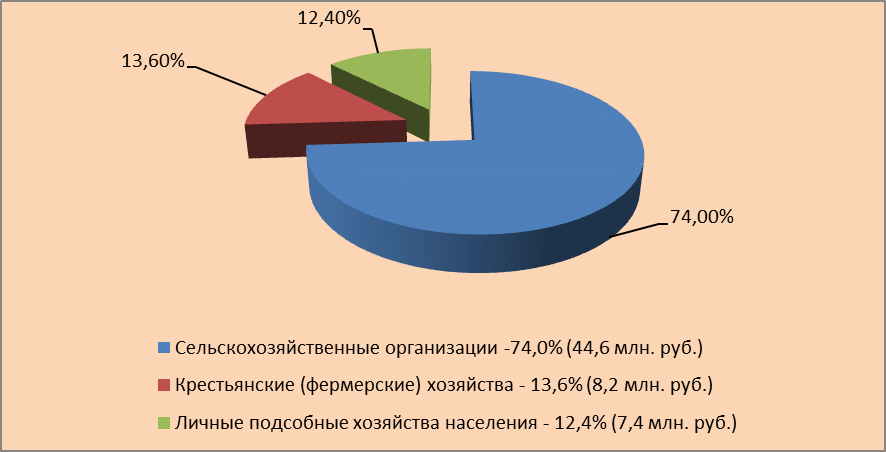 12,40%
13,60%
74,00%
Сельскохозяйственные организации -74,0% (44,6 млн. руб.)
Крестьянские (фермерские) хозяйства - 13,6% (8,2 млн. руб.)
Личные подсобные хозяйства населения - 12,4% (7,4 млн. руб.)